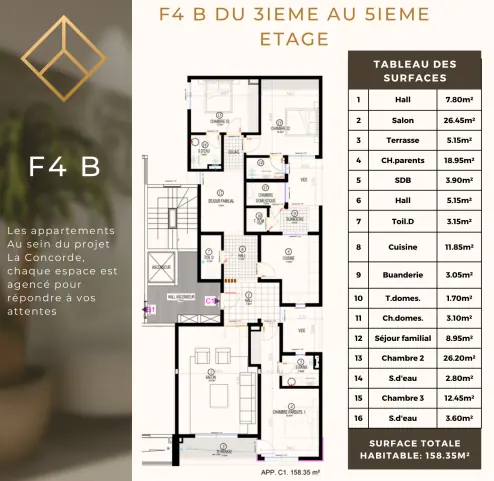 F4 B DU 3IEME AU 5IEME
ETAGE
F4 B
Les appartements
Au sein du projet
La Concorde,
chaque espace est
agencé pour
répondre à vos
attentes
TABLEAU DES
SURFACES
1 Hall 7.80m²
2 Salon 26.45m²
3 Terrasse 5.15m²
4 CH.parents 18.95m²
5 SDB 3.90m²
6 Hall 5.15m²
7 Toil.D 3.15m²
8 Cuisine 11.85m²
9 Buanderie 3.05m²
10 T.domes. 1.70m²
11 Ch.domes. 3.10m²
12 Séjour familial 8.95m²
13 Chambre 2 26.20m²
14 S.d'eau 2.80m²
15 Chambre 3 12.45m²
16 S.d'eau 3.60m²
SURFACE TOTALE
HABITABLE: 158.35M²
SEJOUR FAMILIAL
VIDE
HALL
CUISINE
ASCENSEUR
HALL ASCENSEUR
C1
B1
HALL
VIDE
SALON
CHAMBRE PARENTS 1
TERRASSE
APP. C1. 158.35 m²